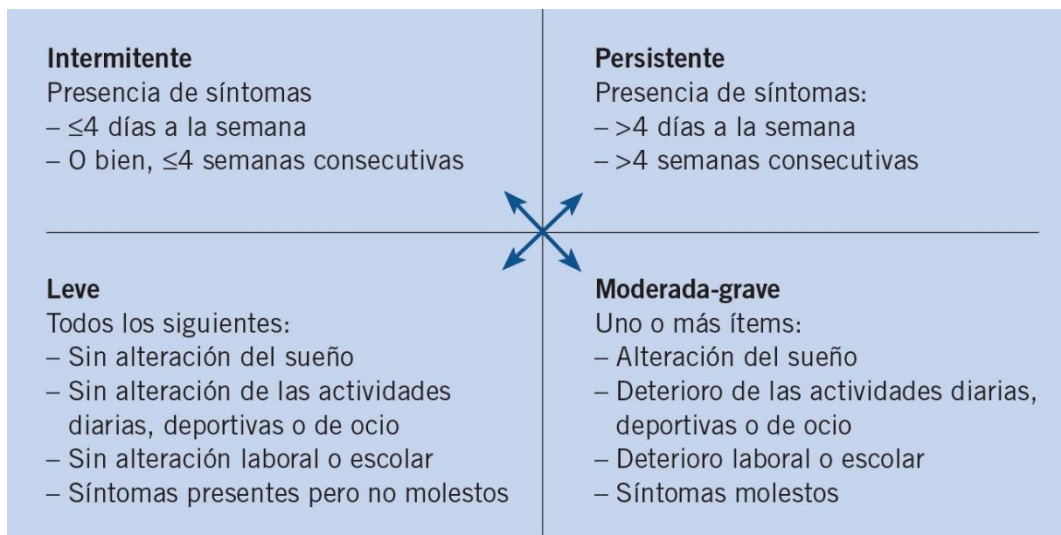 Intermitente
Presencia de síntomas
– ≤4 días a la semana
– O bien, ≤4 semanas consecutivas
Persistente
Presencia de síntomas:
– >4 días a la semana
– >4 semanas consecutivas
Leve
Todos los siguientes:
– Sin alteración del sueño
– Sin alteración de las actividades
diarias, deportivas o de ocio
– Sin alteración laboral o escolar
– Síntomas presentes pero no molestos
Moderada-grave
Uno o más ítems:
– Alteración del sueño
– Deterioro de las actividades diarias,
deportivas o de ocio
– Deterioro laboral o escolar
– Síntomas molestos